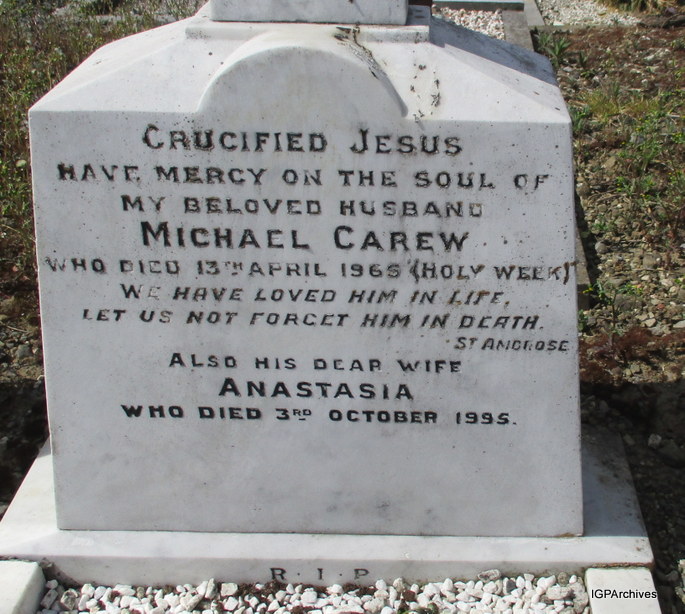 CRUCIFIED JESUS
HAVE MERCY ON THE SOUL OF
MY BELOVED HUSBAND
MICHAEL CAREW
WHO DIED 13TH APRIL 1965 (HOLY WEEK)
WE HAVE LOVED HIM IN LIFE,
LET US NOT FORGET HIM IN DEATH.
ST AMBROSE
ALSO HIS DEAR WIFE
ANASTASIA
WHO DIED 3RD OCTOBER 1995.
R.I.P
IGPArchives